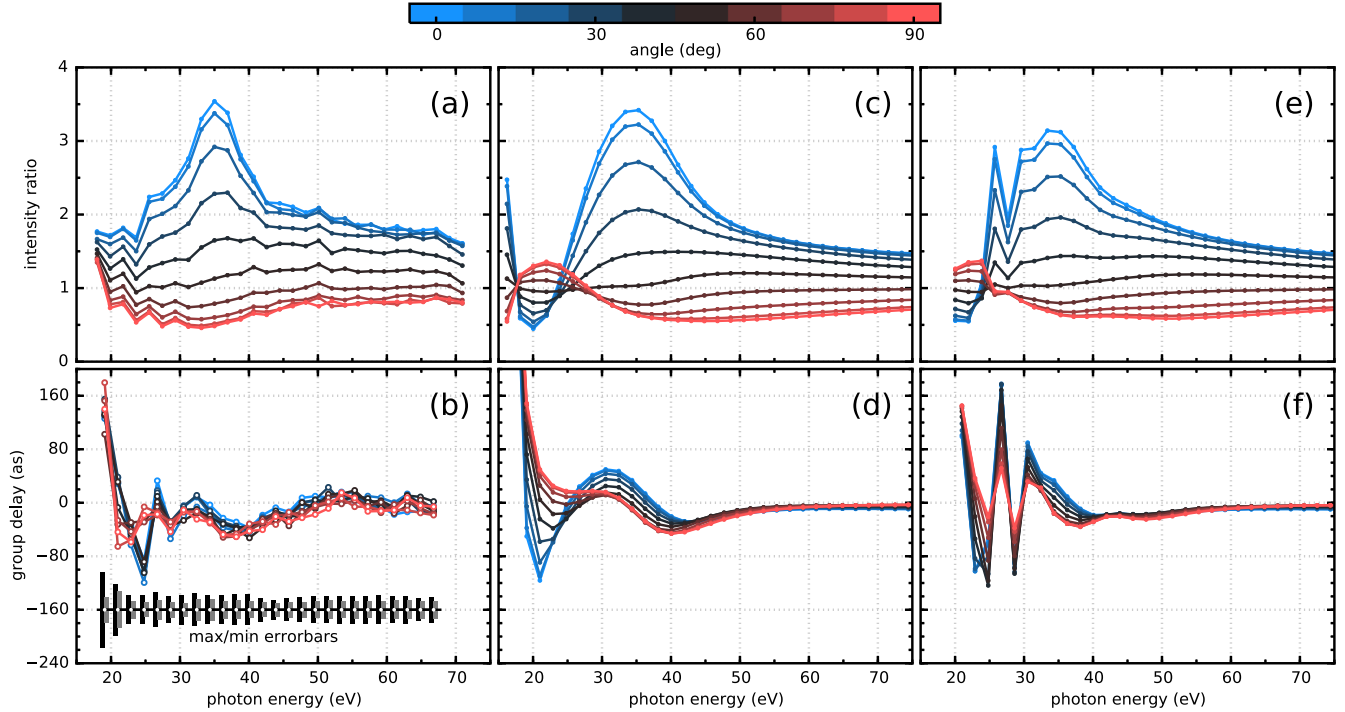 0 30 60 90
angle (deg)
4
3
2
1
0
intensity ratio
(a)
(c)
(e)
160
80
0
−80
−160
−240
group delay (as)
(b)
(d)
(f)
max/min errorbars
20 30 40 50 60 70
20 30 40 50 60 70
20 30 40 50 60 70
photon energy (eV)
photon energy (eV)
photon energy (eV)